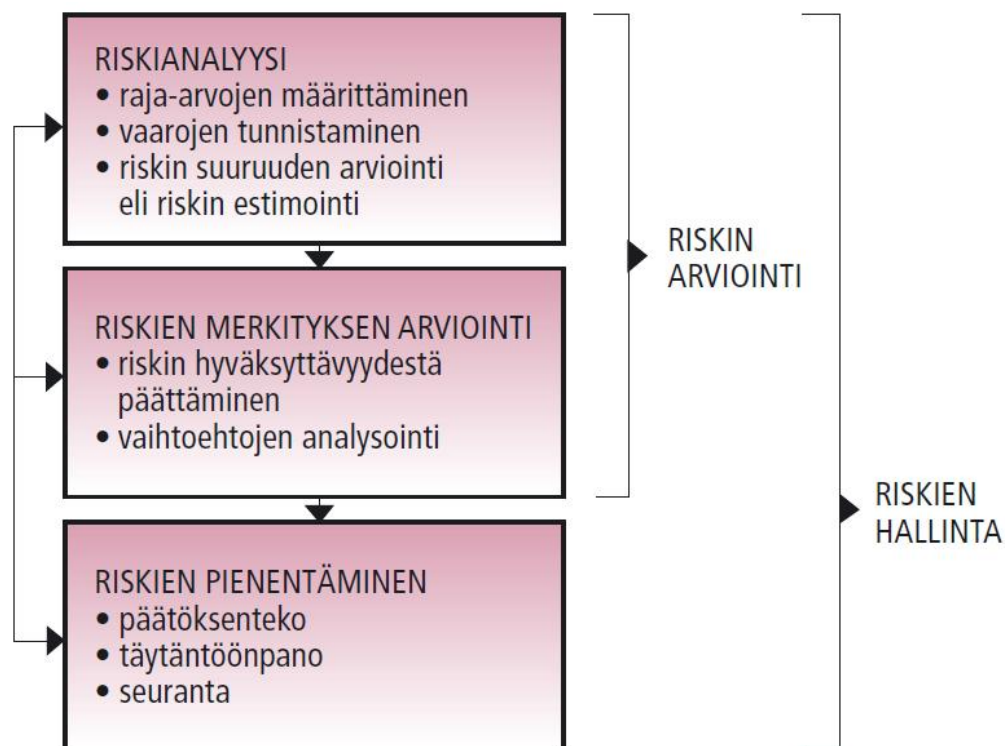 RISKIANALYYSI
• raja-arvojen määrittäminen
• vaarojen tunnistaminen
• riskin suuruuden arviointi
eli riskin estimointi
RISKIEN MERKITYKSEN ARVIOINTI
• riskin hyväksyttävyydestä
päättäminen
• vaihtoehtojen analysointi
RISKIEN PIENENTÄMINEN
• päätöksenteko
• täytäntöönpano
• seuranta
RISKIN
ARVIOINTI
RISKIEN
HALLINTA